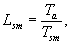 L_sm = T_a / T_sm ,